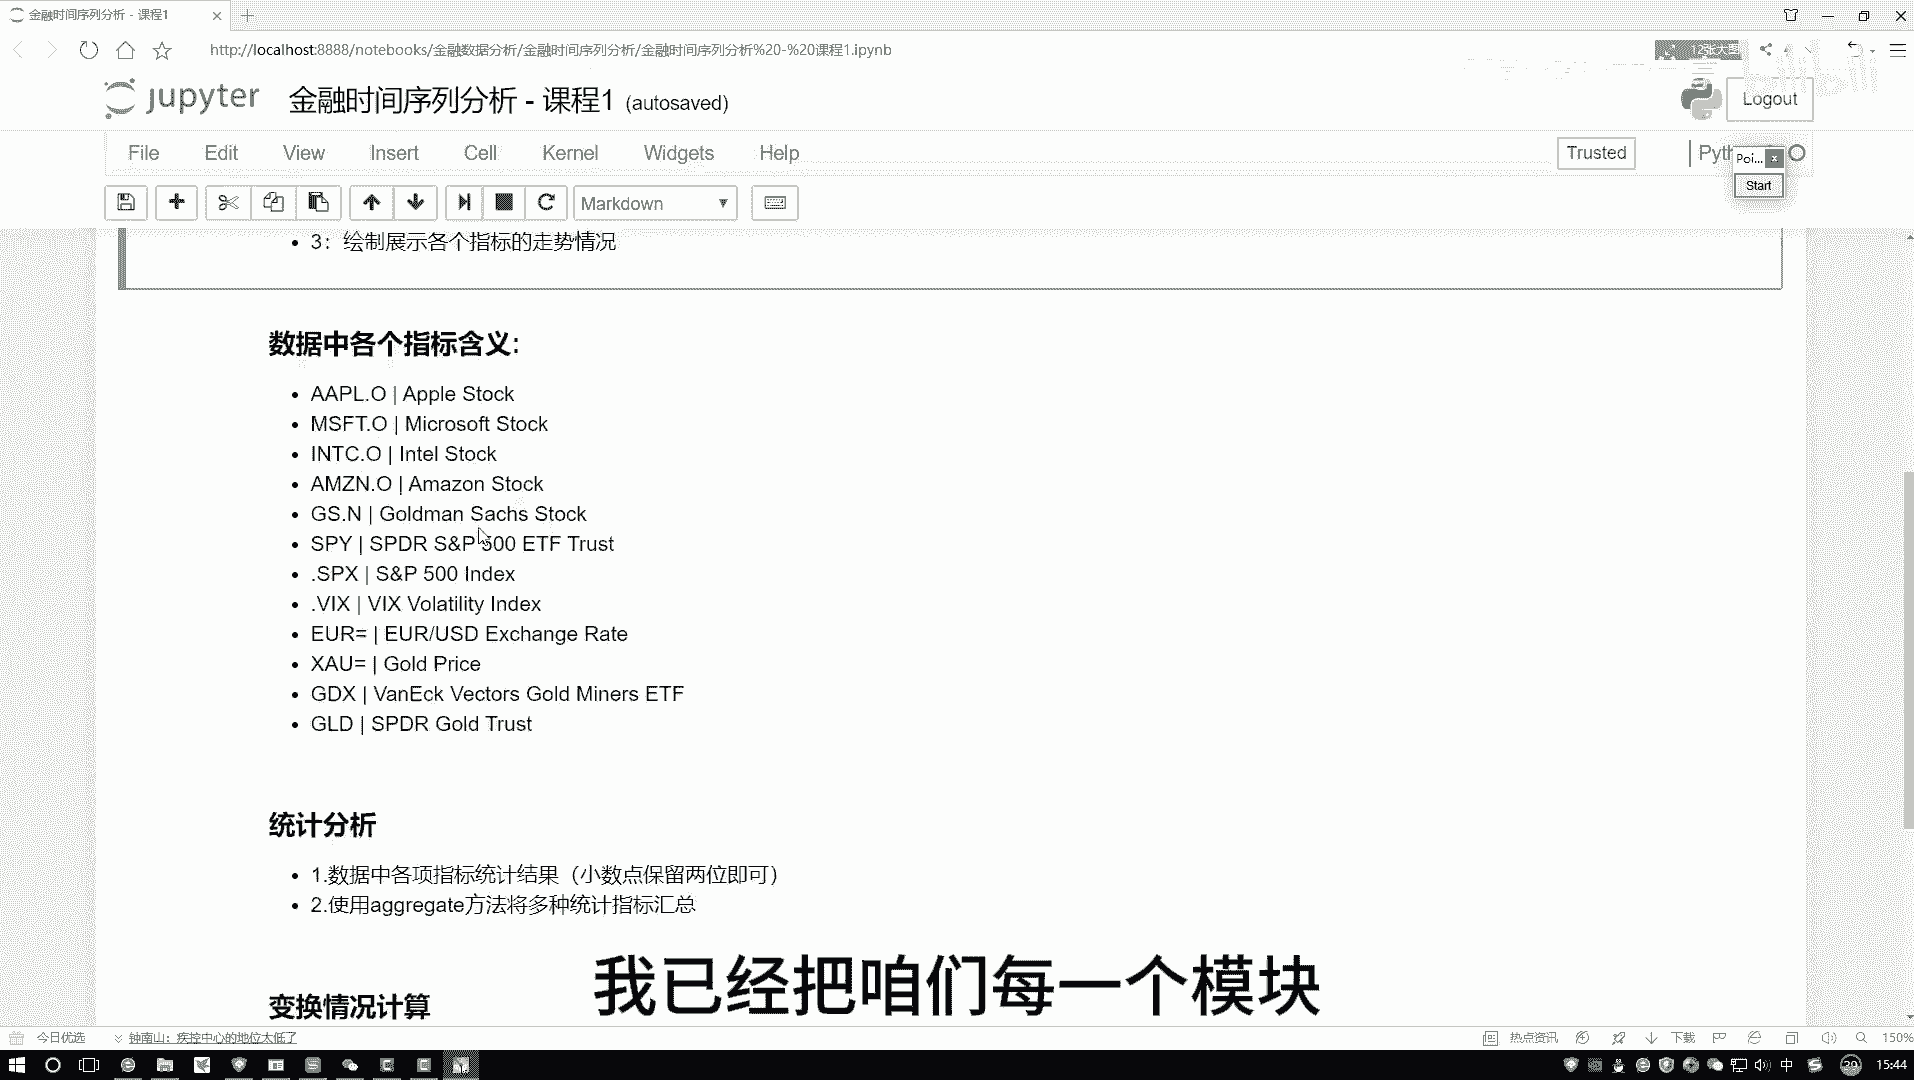 金融时间序列分析 - 课程1
http://localhost:8888/notebooks/金融数据分析/金融时间序列分析/金融时间序列分析%20-%20课程1.ipynb
12张大图
bilibili
jupyter
金融时间序列分析 - 课程1 (autosaved)
Logout
File Edit View Insert Cell Kernel Widgets Help
Trusted
Pyth
Poi...
Start
Markdown
3：绘制展示各个指标的走势情况
数据中各个指标含义:
AAPL.O | Apple Stock
MSFT.O | Microsoft Stock
INTC.O | Intel Stock
AMZN.O | Amazon Stock
GS.N | Goldman Sachs Stock
SPY | SPDR S&P 500 ETF Trust
.SPX | S&P 500 Index
.VIX | VIX Volatility Index
EUR= | EUR/USD Exchange Rate
XAU= | Gold Price
GDX | VanEck Vectors Gold Miners ETF
GLD | SPDR Gold Trust
统计分析
1.数据中各项指标统计结果（小数点保留两位即可）
2.使用aggregate方法将多种统计指标汇总
变换情况计算
我已经把咱们每一个模块
今日优选
钟南山：疾控中心的地位太低了
热点资讯
下载
150%
中
29
15:44